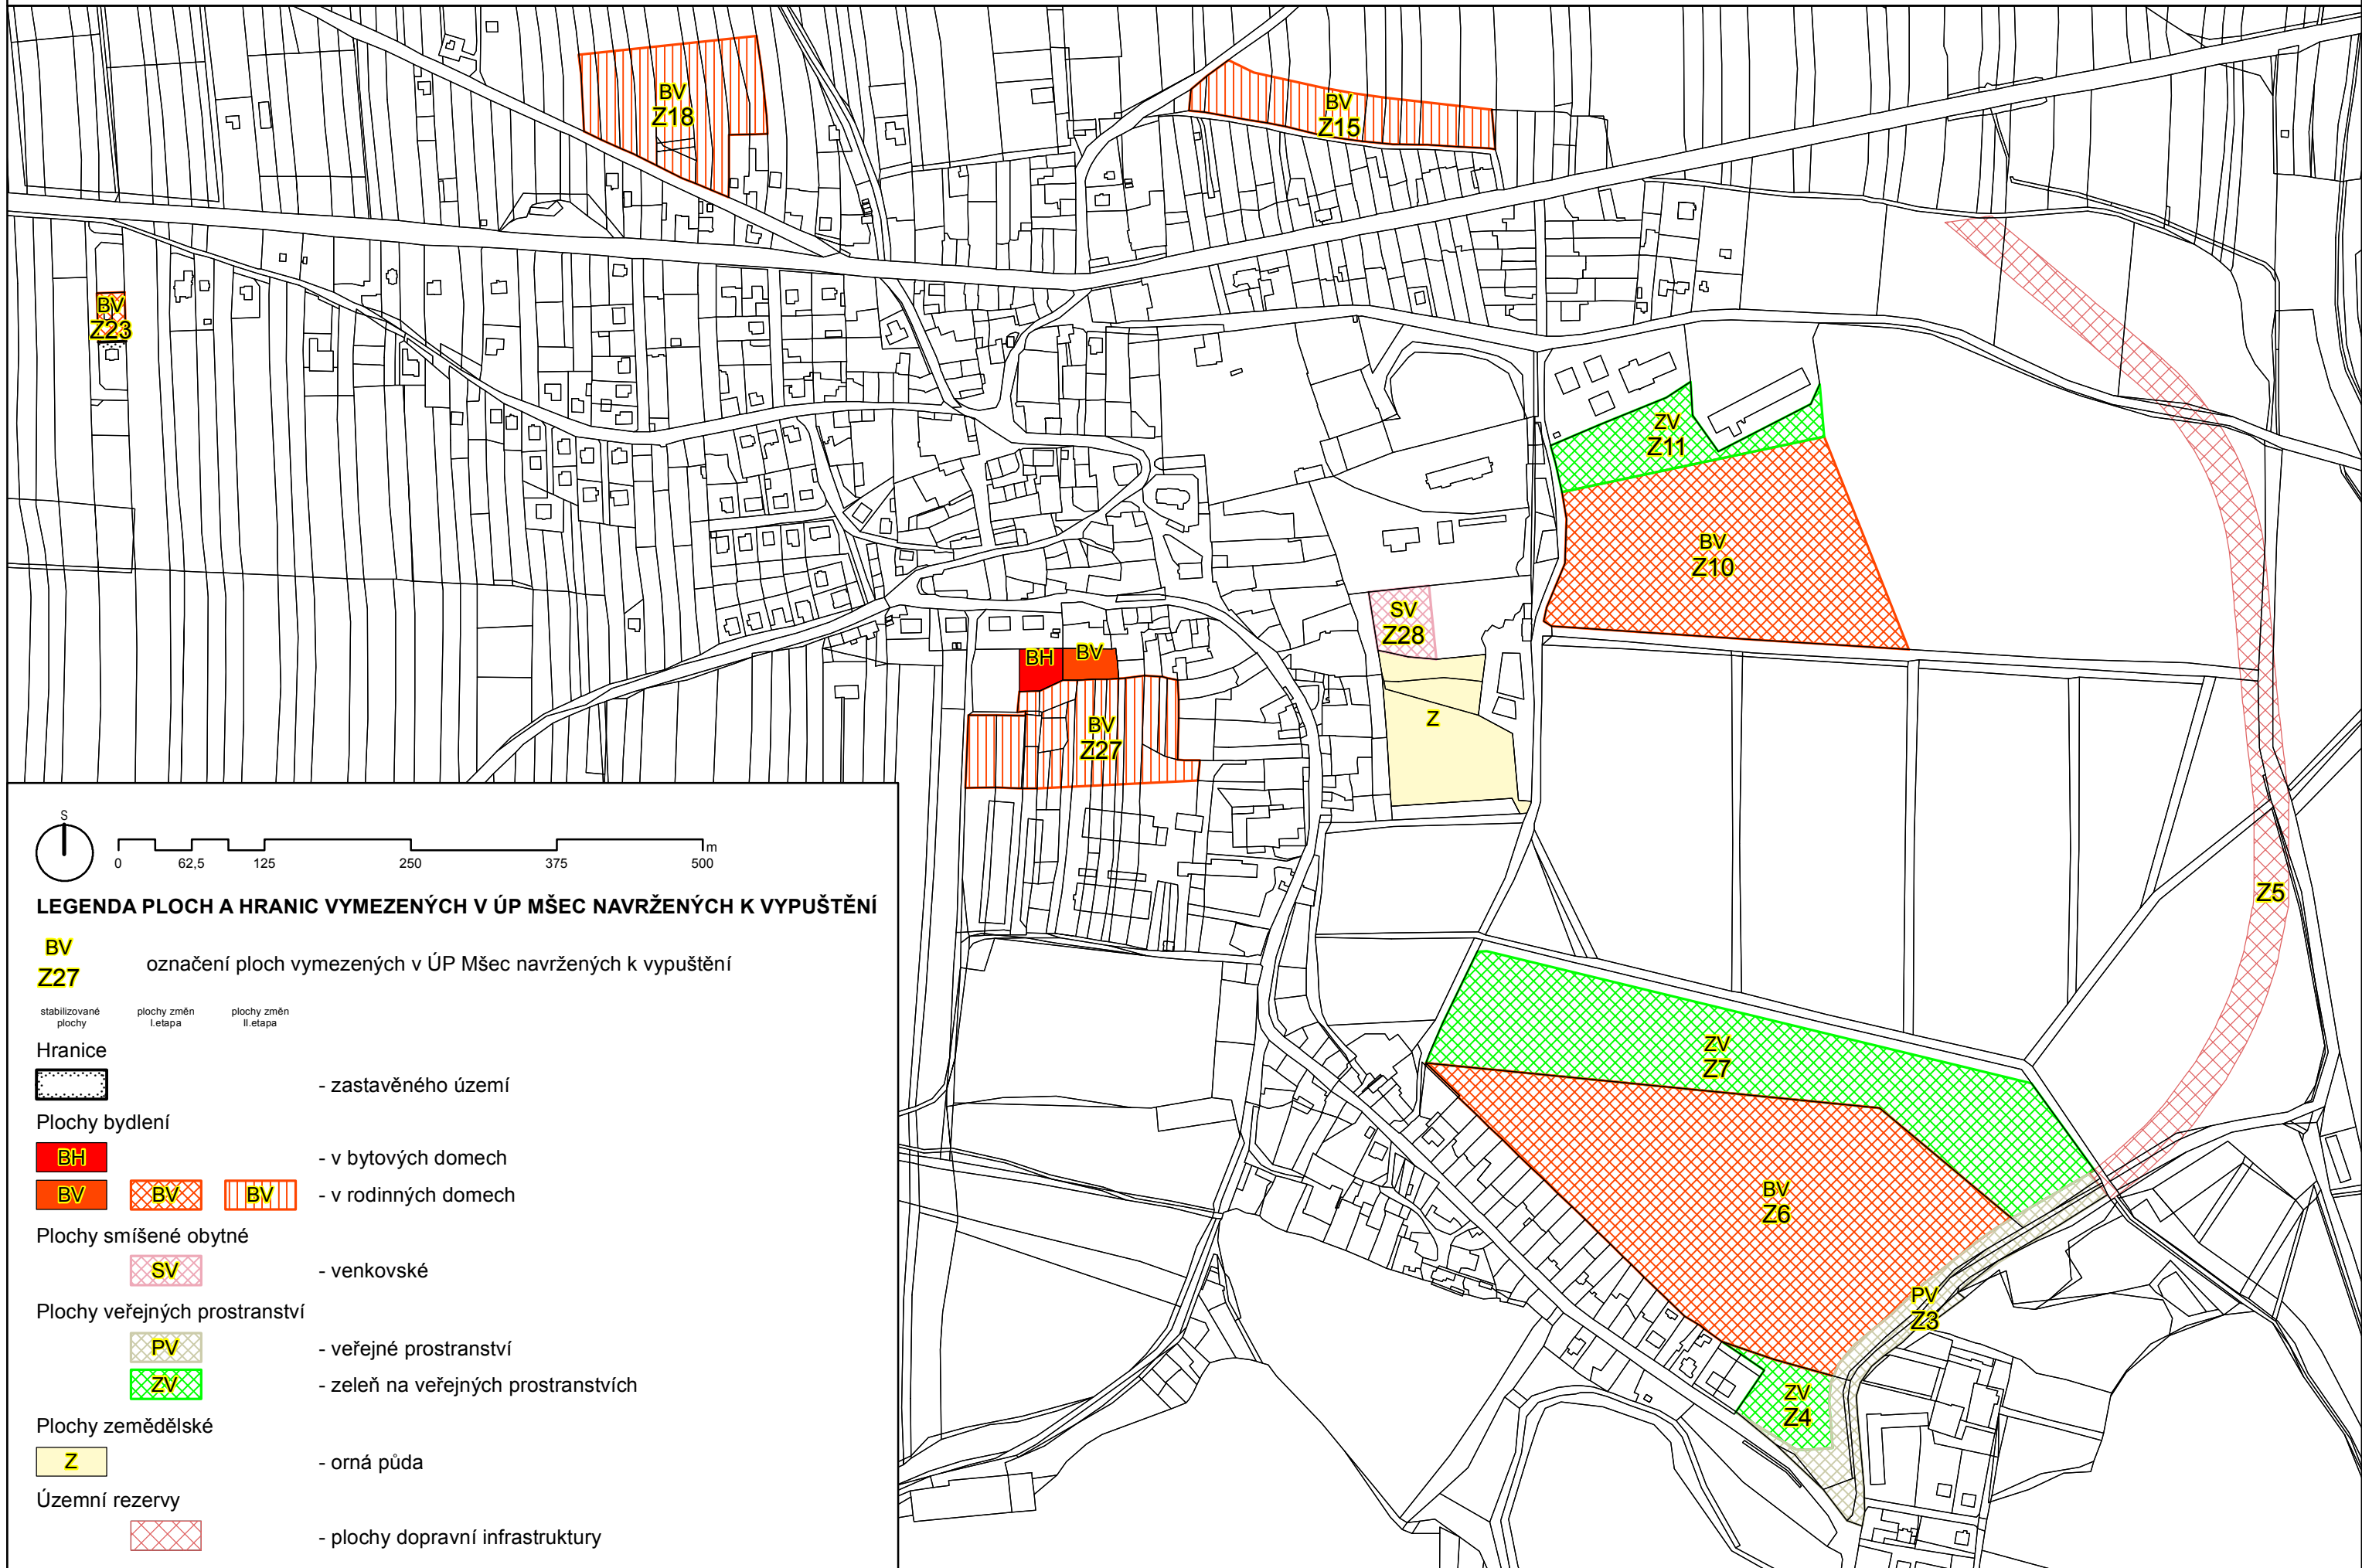 BV
Z18
BV
Z15
BV
Z23
ZV
Z11
BV
Z10
SV
Z28
BH
BV
Z
BV
Z27
Z5
ZV
Z7
BV
Z6
PV
Z3
ZV
Z4
S
m
0 62,5 125 250 375 500
LEGENDA PLOCH A HRANIC VYMEZENÝCH V ÚP MŠEC NAVRŽENÝCH K VYPUŠTĚNÍ
BV
Z27
označení ploch vymezených v ÚP Mšec navržených k vypuštění
stabilizované plochy změn plochy změn
plochy I.etapa II.etapa
Hranice
- zastavěného území
Plochy bydlení
BH - v bytových domech
BV BV BV - v rodinných domech
Plochy smíšené obytné
SV - venkovské
Plochy veřejných prostranství
PV - veřejné prostranství
ZV - zeleň na veřejných prostranstvích
Plochy zemědělské
Z - orná půda
Územní rezervy
- plochy dopravní infrastruktury